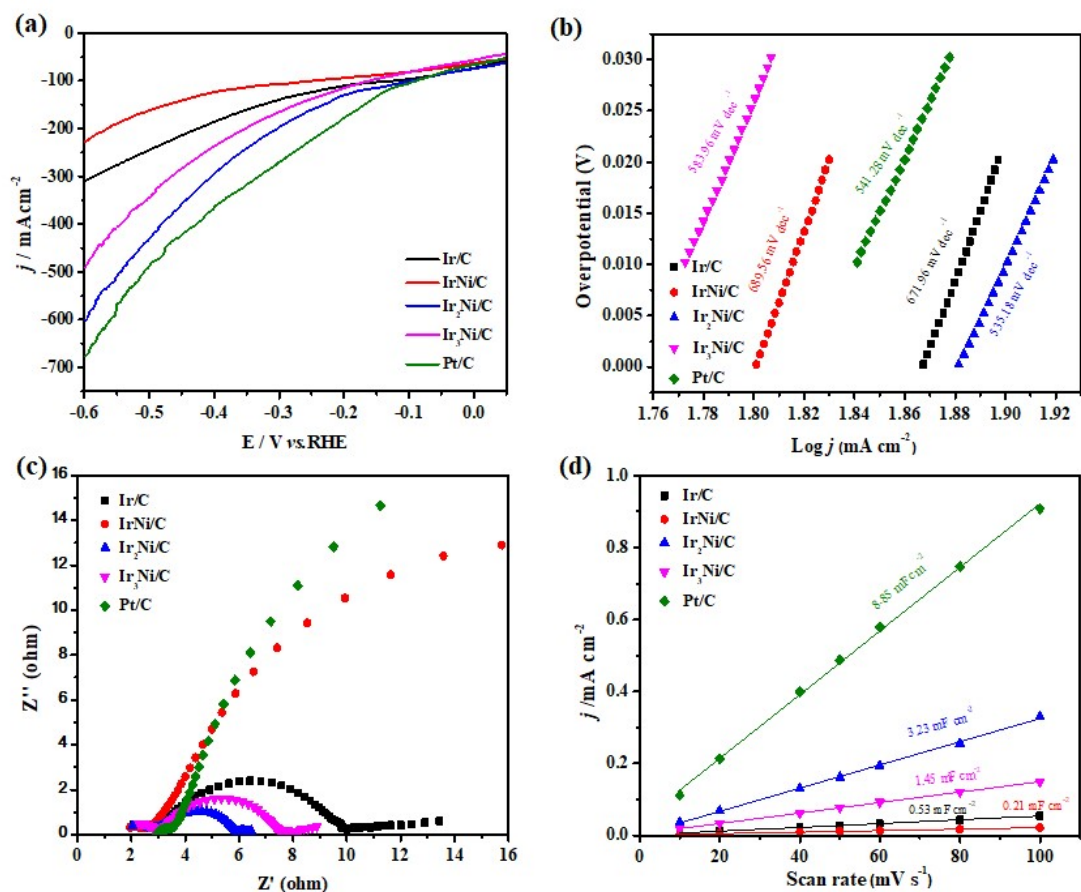 (a)
0
-100
-200
-300
-400
-500
-600
-700
j / mA cm⁻²
Ir/C
IrNi/C
Ir₂Ni/C
Ir₃Ni/C
Pt/C
-0.6 -0.5 -0.4 -0.3 -0.2 -0.1 0.0
E / V vs.RHE
(b)
0.030
0.025
0.020
0.015
0.010
0.005
0.000
Overpotential (V)
583.96 mV dec⁻¹
541.28 mV dec⁻¹
689.56 mV dec⁻¹
671.96 mV dec⁻¹
535.18 mV dec⁻¹
Ir/C
IrNi/C
Ir₂Ni/C
Ir₃Ni/C
Pt/C
1.76 1.78 1.80 1.82 1.84 1.86 1.88 1.90 1.92
Log j (mA cm⁻²)
(c)
16
14
12
10
8
6
4
2
0
Z'' (ohm)
Ir/C
IrNi/C
Ir₂Ni/C
Ir₃Ni/C
Pt/C
0 2 4 6 8 10 12 14 16
Z' (ohm)
(d)
1.0
0.8
0.6
0.4
0.2
0.0
j /mA cm⁻²
Ir/C
IrNi/C
Ir₂Ni/C
Ir₃Ni/C
Pt/C
8.85 mF cm⁻²
3.23 mF cm⁻²
1.45 mF cm⁻²
0.53 mF cm⁻²
0.21 mF cm⁻²
0 20 40 60 80 100
Scan rate (mV s⁻¹)